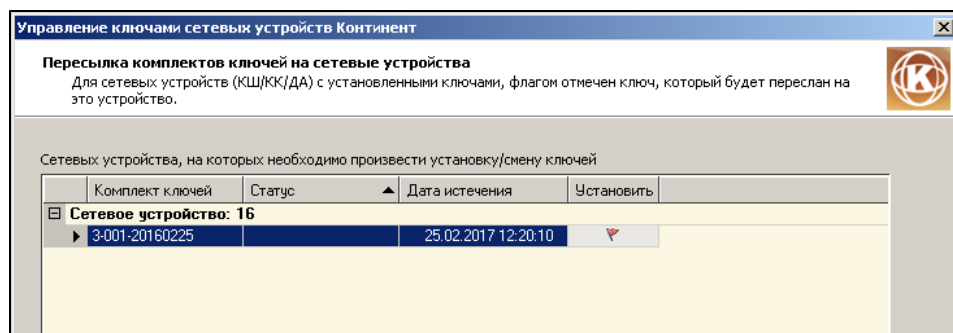 Управление ключами сетевых устройств Континент
Пересылка комплектов ключей на сетевые устройства
Для сетевых устройств (КШ/КК/ДА) с установленными ключами, флагом отмечен ключ, который будет переслан на
это устройство.
К
Сетевых устройства, на которых необходимо произвести установку/смену ключей
Комплект ключей Статус Дата истечения Установить
Сетевое устройство: 16
3-001-20160225 25.02.2017 12:20:10